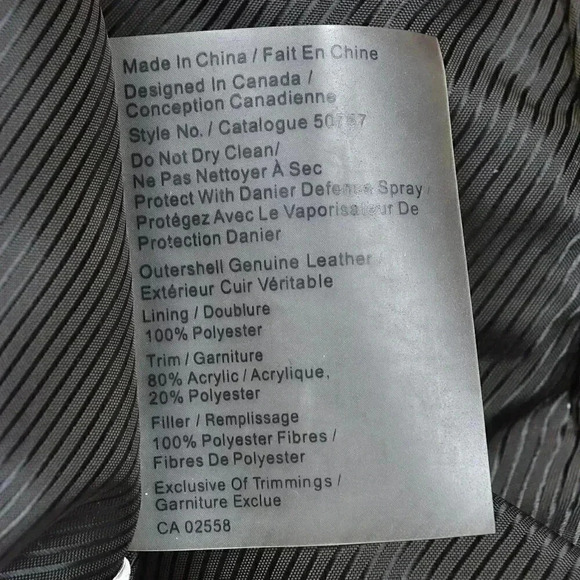 Made In China / Fait En Chine
Designed In Canada /
Conception Canadienne
Style No. / Catalogue
Do Not Dry Clean/
Ne Pas Nettoyer À Sec
Protect With Danier Defense Spray /
Protégez Avec Le Vaporisateur De
Protection Danier
Outershell Genuine Leather /
Extérieur Cuir Véritable
Lining / Doublure
100% Polyester
Trim / Garniture
80% Acrylic / Acrylique,
20% Polyester
Filler / Remplissage
100% Polyester Fibres /
Fibres De Polyester
Exclusive Of Trimmings /
Garniture Exclue
CA 02558